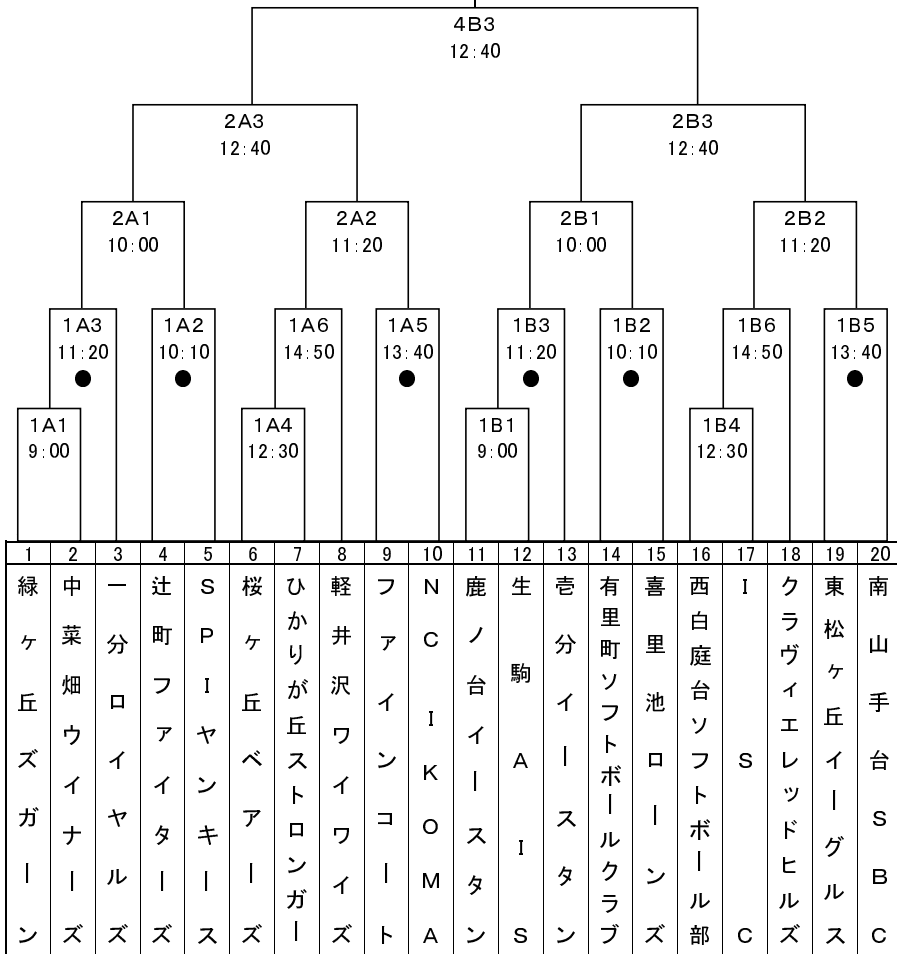 4B3
12:40
2A3
12:40
2B3
12:40
2A1
10:00
2A2
11:20
2B1
10:00
2B2
11:20
1A3
11:20
●
1A2
10:10
●
1A6
14:50
1A5
13:40
●
1B3
11:20
●
1B2
10:10
●
1B6
14:50
1B5
13:40
●
1A1
9:00
1A4
12:30
1B1
9:00
1B4
12:30
1 2 3 4 5 6 7 8 9 10 11 12 13 14 15 16 17 18 19 20
緑ヶ丘ズガーン
中菜畑ウイナーズ
一分ロイヤルズ
辻町ファイターズ
SPIヤンキース
桜ヶ丘ベアーズ
ひかりが丘ストロンガー
軽井沢ワイワイズ
ファインコート
NCIKOMA
鹿ノ台イースタン
生駒AIS
壱分イースタン
有里町ソフトボールクラブ
喜里池ローンズ
西白庭台ソフトボール部
ISC
クラヴィエレッドヒルズ
東松ヶ丘イーグルス
南山手台SBC